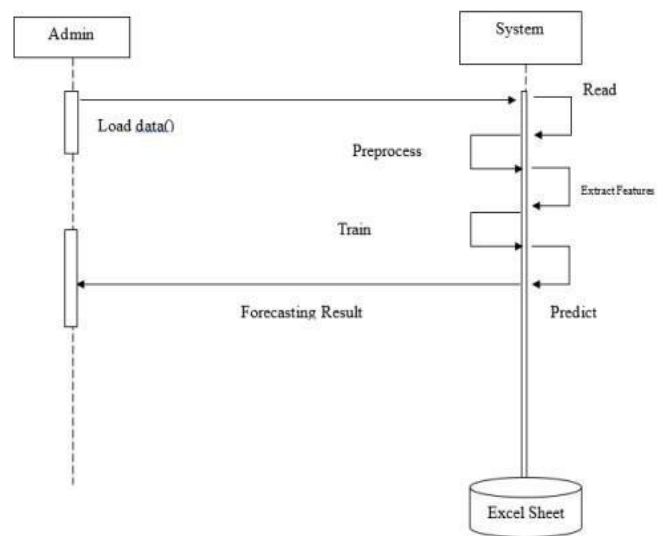 Admin
System
Read
Load data()
Preprocess
Extract Features
Train
Forecasting Result
Predict
Excel Sheet